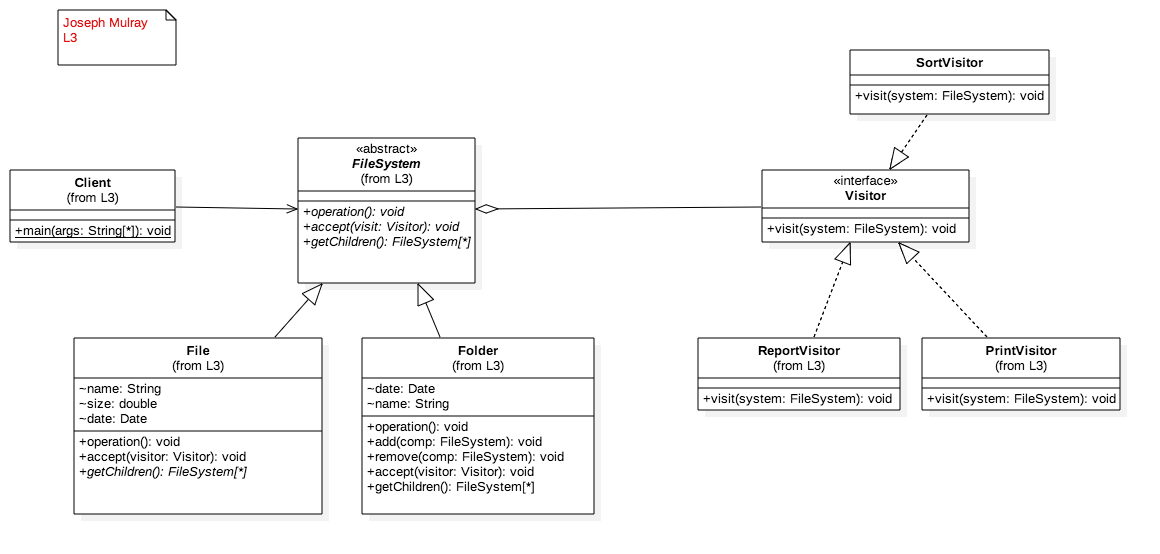 Joseph Mulray
L3
SortVisitor
+visit(system: FileSystem): void
«abstract»
FileSystem
(from L3)
+operation(): void
+accept(visit: Visitor): void
+getChildren(): FileSystem[*]
Client
(from L3)
+main(args: String[*]): void
«interface»
Visitor
+visit(system: FileSystem): void
File
(from L3)
~name: String
~size: double
~date: Date
+operation(): void
+accept(visitor: Visitor): void
+getChildren(): FileSystem[*]
Folder
(from L3)
~date: Date
~name: String
+operation(): void
+add(comp: FileSystem): void
+remove(comp: FileSystem): void
+accept(visitor: Visitor): void
+getChildren(): FileSystem[*]
ReportVisitor
(from L3)
+visit(system: FileSystem): void
PrintVisitor
(from L3)
+visit(system: FileSystem): void